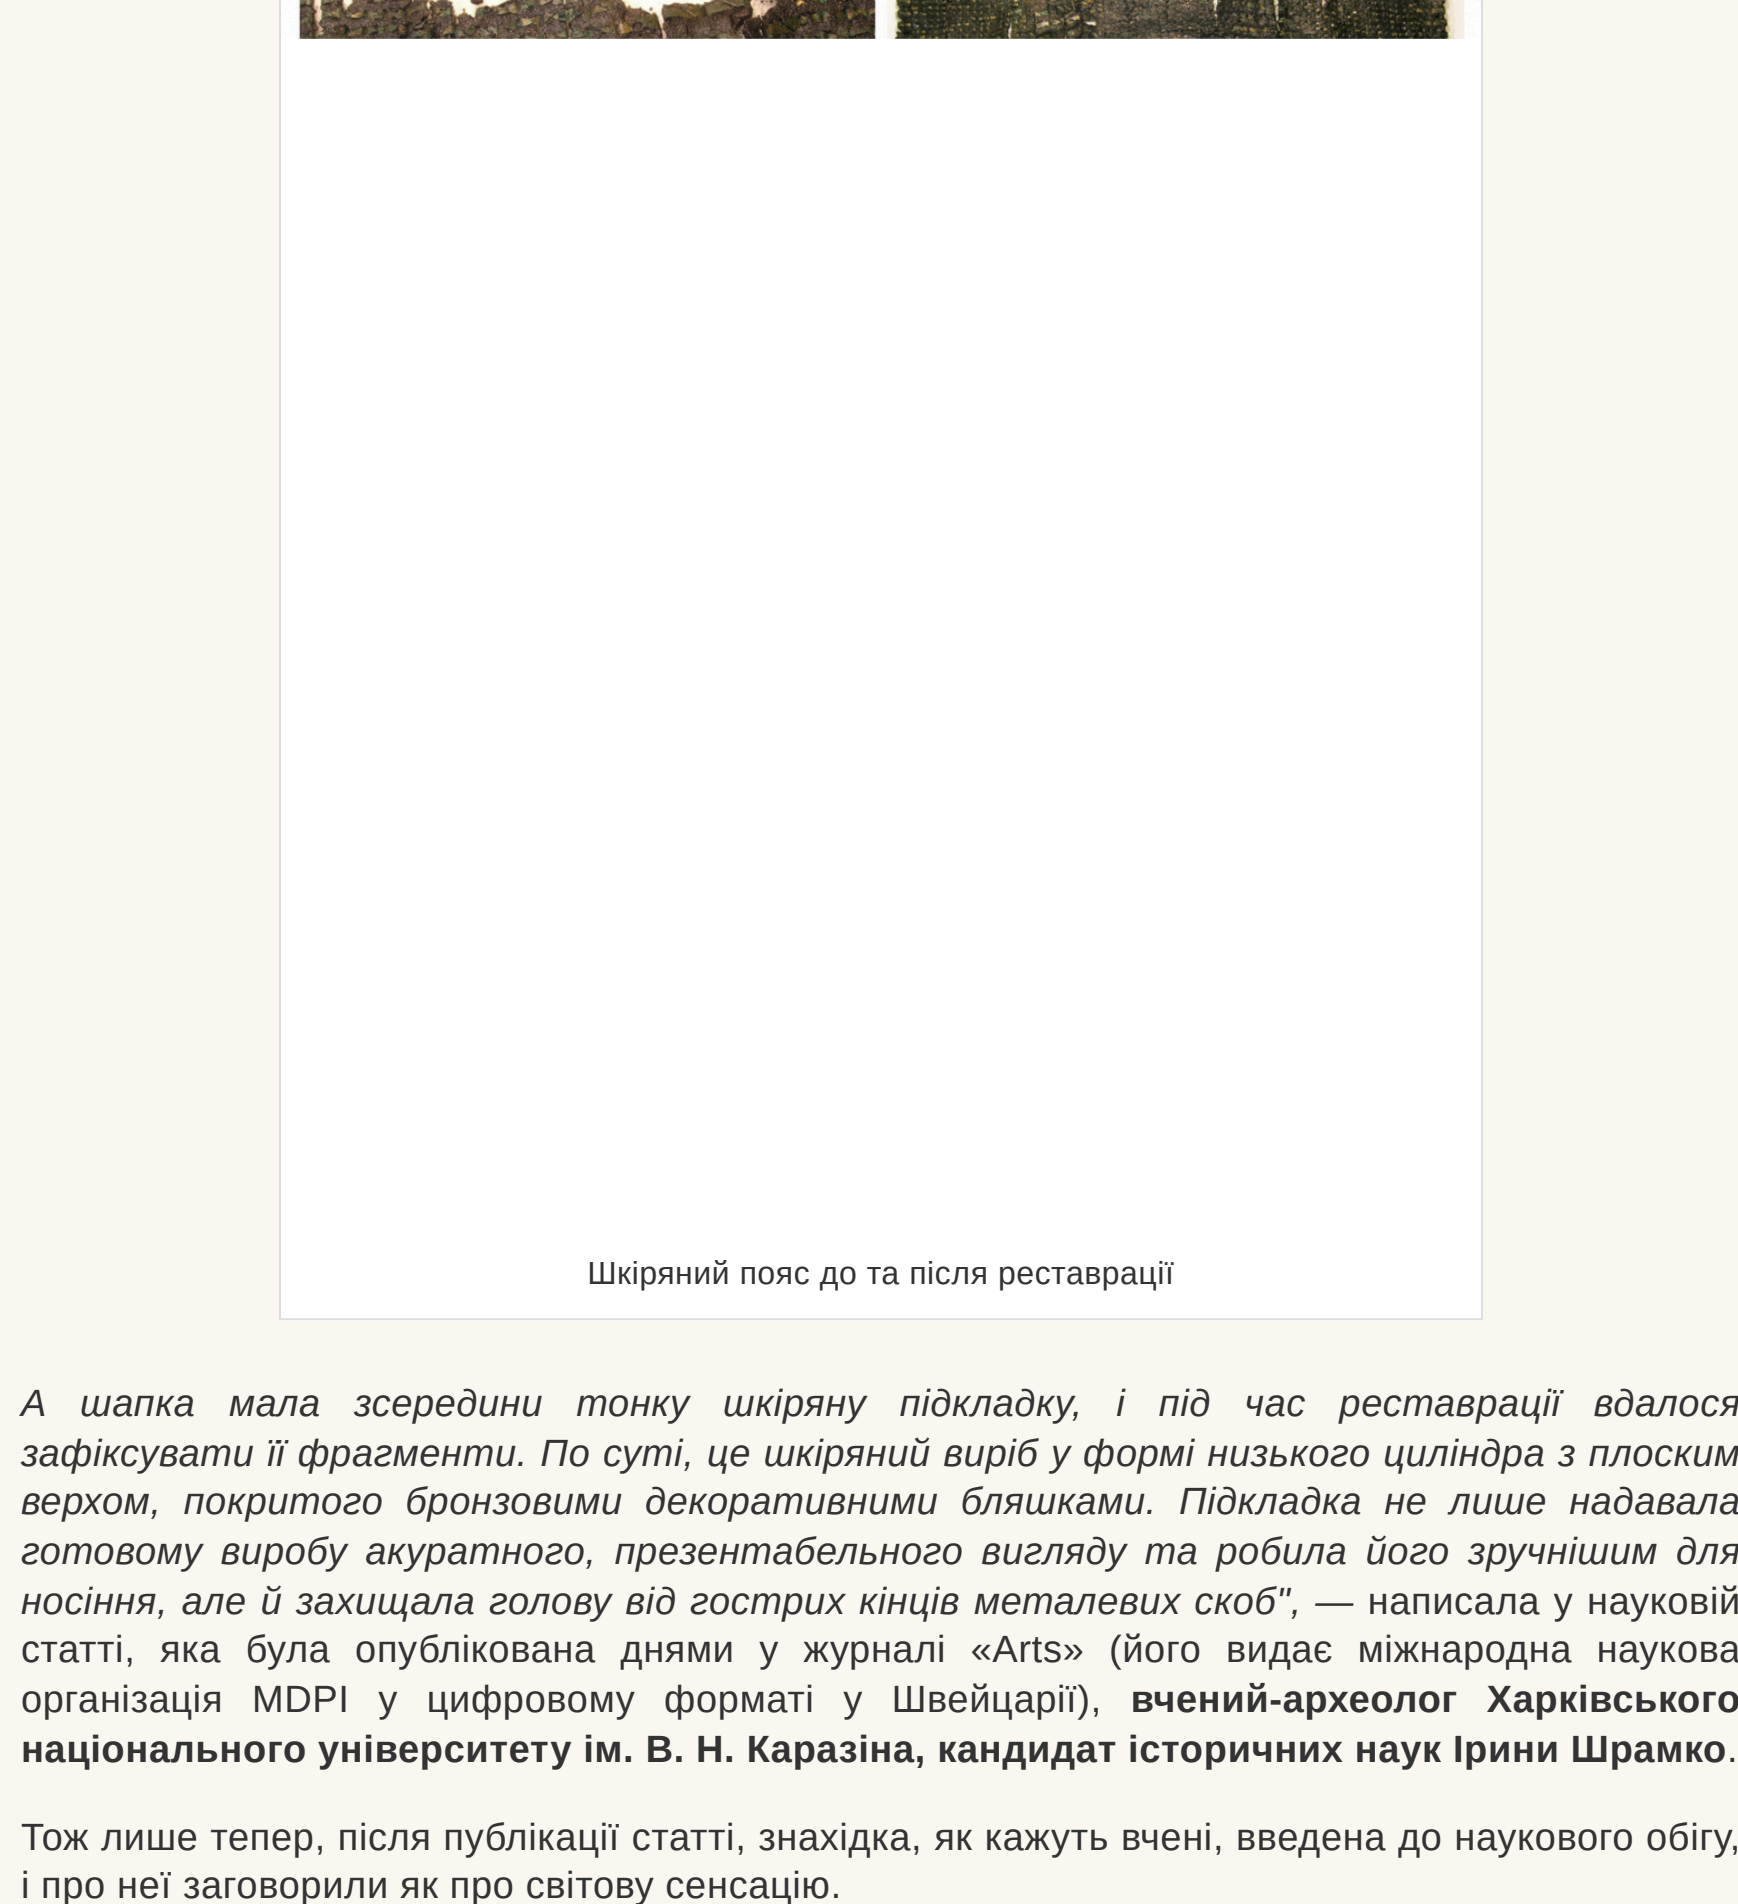 Шкіряний пояс до та після реставрації
А шапка мала зсередини тонку шкіряну підкладку, і під час реставрації вдалося
зафіксувати її фрагменти. По суті, це шкіряний виріб у формі низького циліндра з плоским
верхом, покритого бронзовими декоративними бляшками. Підкладка не лише надавала
готовому виробу акуратного, презентабельного вигляду та робила його зручнішим для
носіння, але й захищала голову від гострих кінців металевих скоб", — написала у науковій
статті, яка була опублікована днями у журналі «Arts» (його видає міжнародна наукова
організація MDPI у цифровому форматі у Швейцарії), вчений-археолог Харківського
національного університету ім. В. Н. Каразіна, кандидат історичних наук Ірини Шрамко.
Тож лише тепер, після публікації статті, знахідка, як кажуть вчені, введена до наукового обігу,
і про неї заговорили як про світову сенсацію.